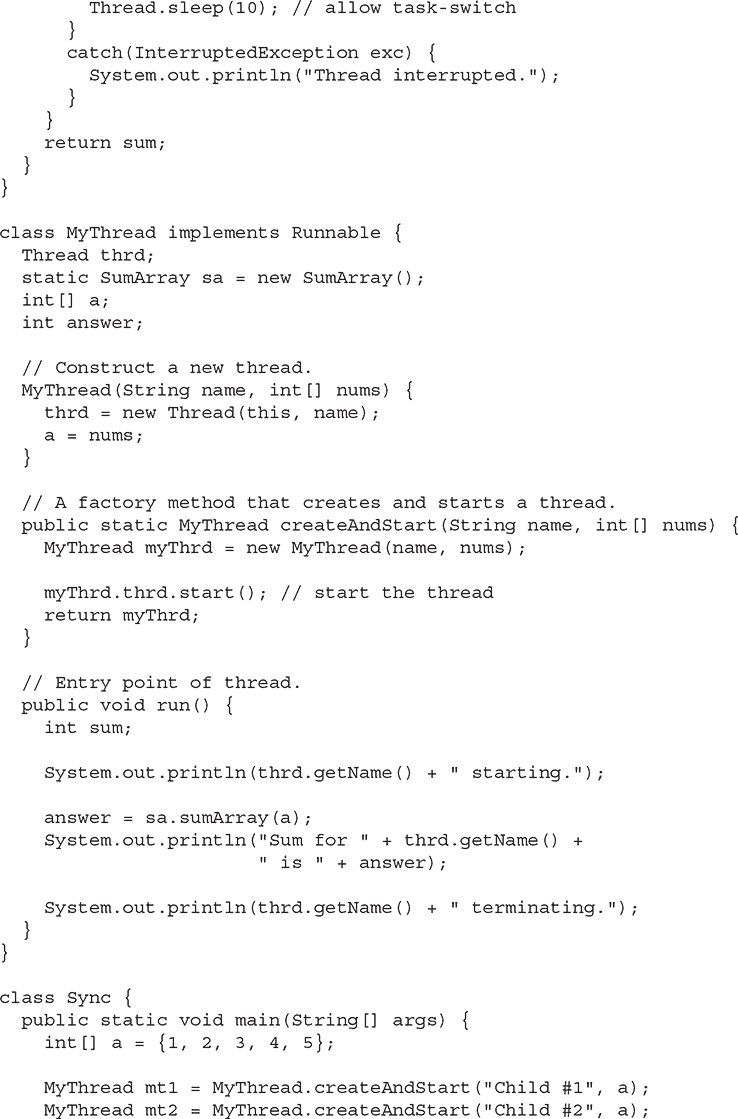 Thread.sleep(10); // allow task-switch
      }
      catch(InterruptedException exc) {
        System.out.println("Thread interrupted.");
      }
    }
    return sum;
  }
}

class MyThread implements Runnable {
  Thread thrd;
  static SumArray sa = new SumArray();
  int[] a;
  int answer;

  // Construct a new thread.
  MyThread(String name, int[] nums) {
    thrd = new Thread(this, name);
    a = nums;
  }

  // A factory method that creates and starts a thread.
  public static MyThread createAndStart(String name, int[] nums) {
    MyThread myThrd = new MyThread(name, nums);

    myThrd.thrd.start(); // start the thread
    return myThrd;
  }

  // Entry point of thread.
  public void run() {
    int sum;

    System.out.println(thrd.getName() + " starting.");

    answer = sa.sumArray(a);
    System.out.println("Sum for " + thrd.getName() +
                       " is " + answer);

    System.out.println(thrd.getName() + " terminating.");
  }
}

class Sync {
  public static void main(String[] args) {
    int[] a = {1, 2, 3, 4, 5};

    MyThread mt1 = MyThread.createAndStart("Child #1", a);
    MyThread mt2 = MyThread.createAndStart("Child #2", a);